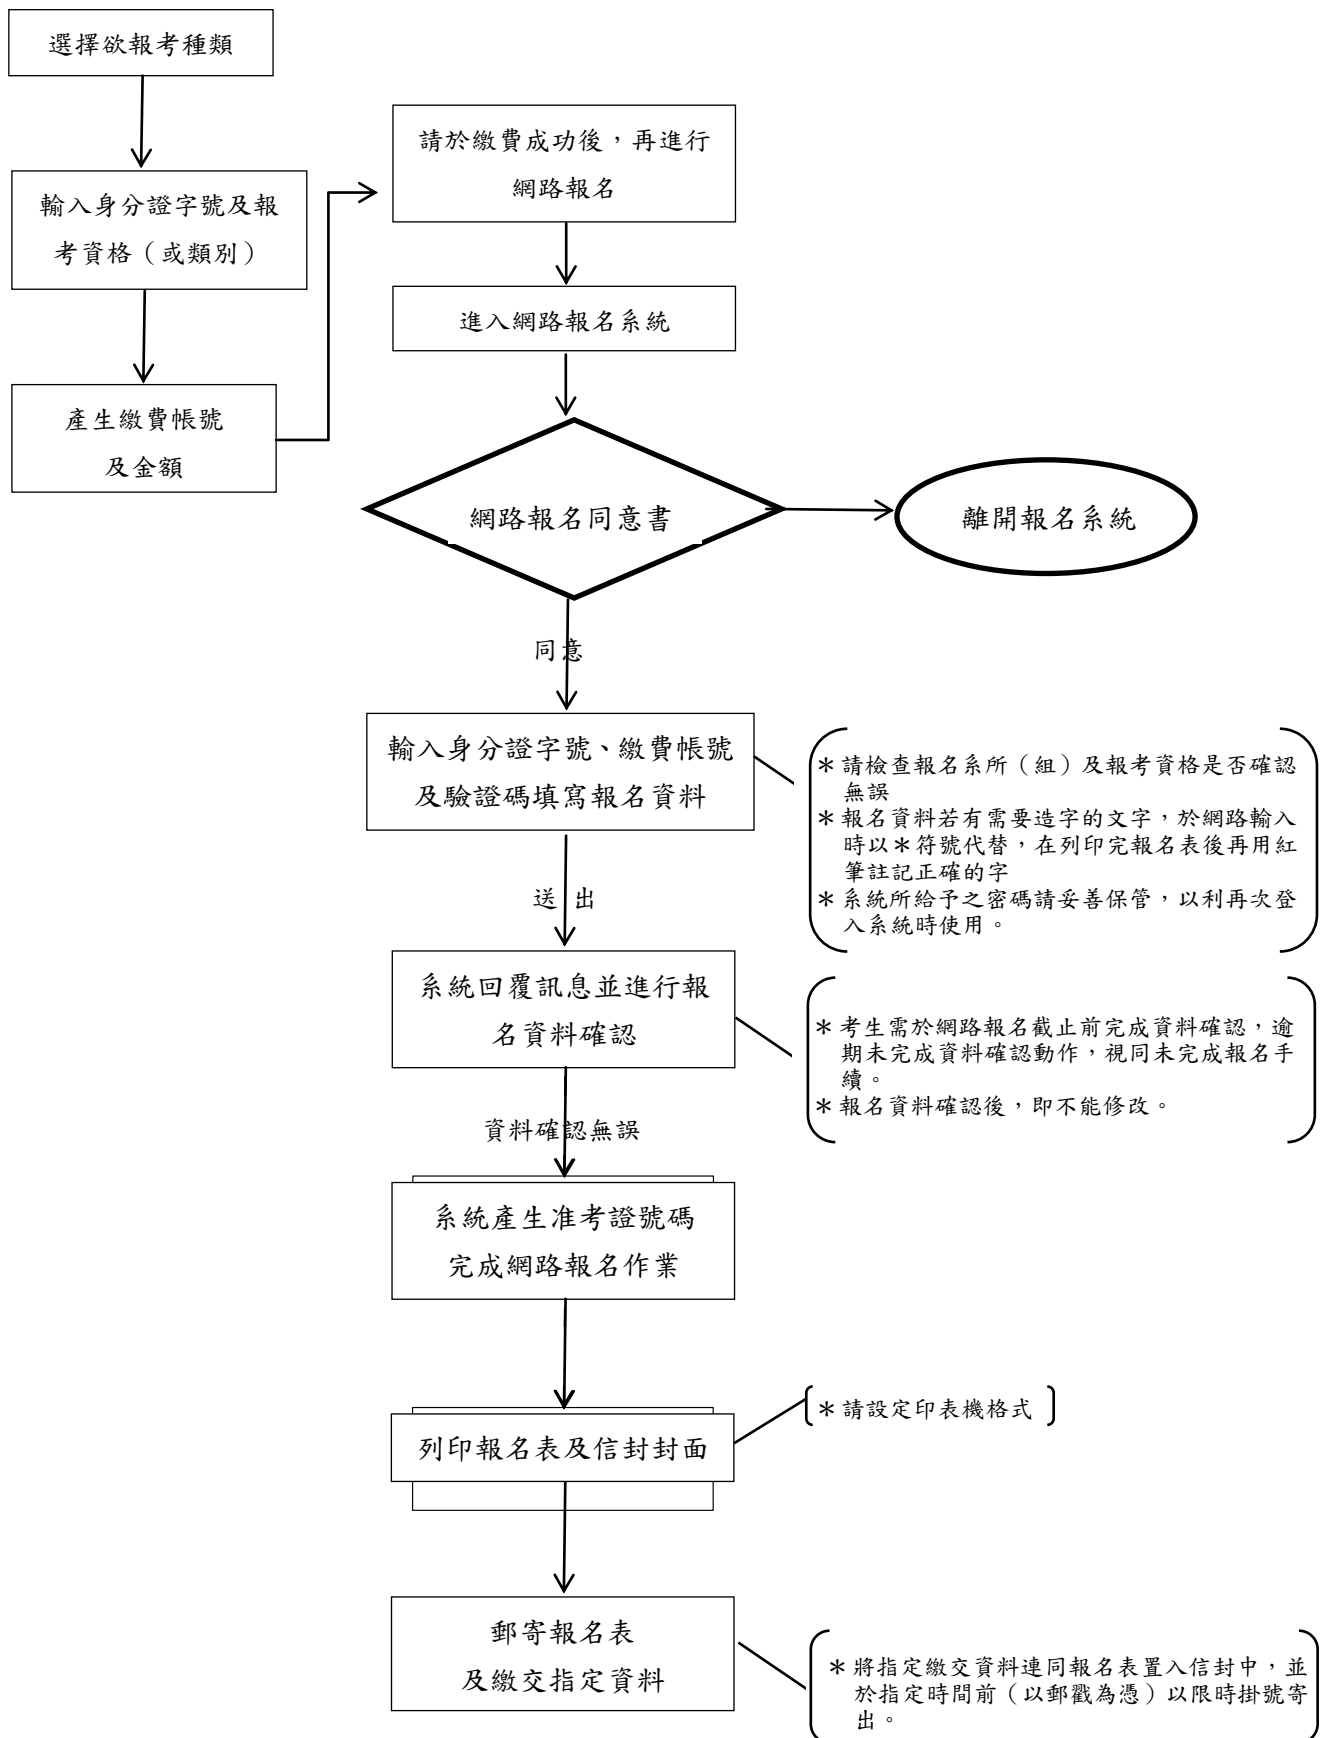 選擇欲報考種類
輸入身分證字號及報
考資格（或類別）
產生繳費帳號
及金額
請於繳費成功後，再進行
網路報名
進入網路報名系統
網路報名同意書
離開報名系統
同意
輸入身分證字號、繳費帳號
及驗證碼填寫報名資料
＊請檢查報名系所（組）及報考資格是否確認
無誤
＊報名資料若有需要造字的文字，於網路輸入
時以＊符號代替，在列印完報名表後再用紅
筆註記正確的字
＊系統所給予之密碼請妥善保管，以利再次登
入系統時使用。
送 出
系統回覆訊息並進行報
名資料確認
＊考生需於網路報名截止前完成資料確認，逾
期未完成資料確認動作，視同未完成報名手
續。
＊報名資料確認後，即不能修改。
資料確認無誤
系統產生准考證號碼
完成網路報名作業
列印報名表及信封封面
＊請設定印表機格式
郵寄報名表
及繳交指定資料
＊將指定繳交資料連同報名表置入信封中，並
於指定時間前（以郵戳為憑）以限時掛號寄
出。